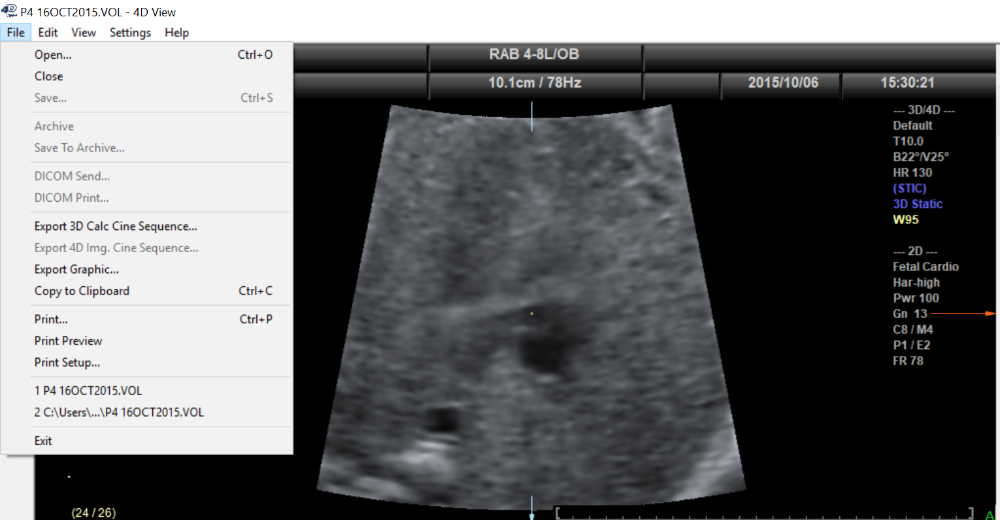 P4 16OCT2015.VOL - 4D View
File Edit View Settings Help
Open... Ctrl+O
Close
Save... Ctrl+S
Archive
Save To Archive...
DICOM Send...
DICOM Print...
Export 3D Calc Cine Sequence...
Export 4D Img. Cine Sequence...
Export Graphic...
Copy to Clipboard Ctrl+C
Print... Ctrl+P
Print Preview
Print Setup...
1 P4 16OCT2015.VOL
2 C:\Users\...\P4 16OCT2015.VOL
Exit
RAB 4-8L/OB
10.1cm / 78Hz 2015/10/06 15:30:21
--- 3D/4D ---
Default
T10.0
B22°/V25°
HR 130
(STIC)
3D Static
W95
--- 2D ---
Fetal Cardio
Har-high
Pwr 100
Gn 13
C8 / M4
P1 / E2
FR 78
(24 / 26)
A